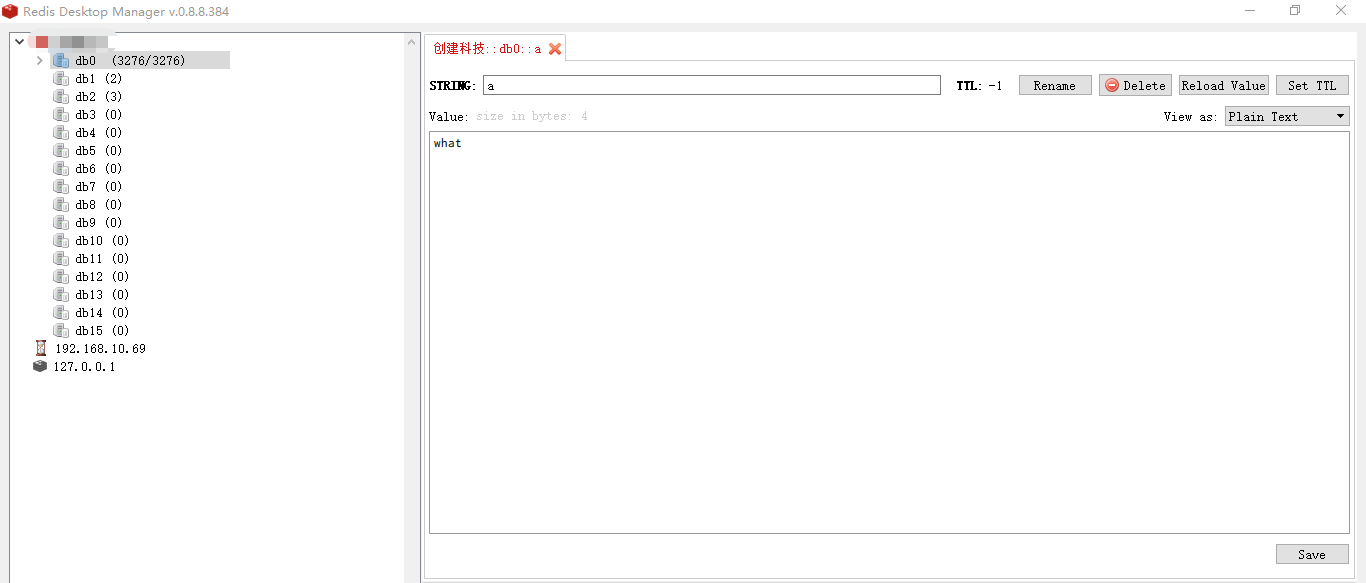 Redis Desktop Manager v.0.8.8.384
db0 (3276/3276)
db1 (2)
db2 (3)
db3 (0)
db4 (0)
db5 (0)
db6 (0)
db7 (0)
db8 (0)
db9 (0)
db10 (0)
db11 (0)
db12 (0)
db13 (0)
db14 (0)
db15 (0)
192.168.10.69
127.0.0.1
创建科技::db0::a
STRING: a TTL: -1 Rename Delete Reload Value Set TTL
Value: size in bytes: 4 View as: Plain Text
what
Save